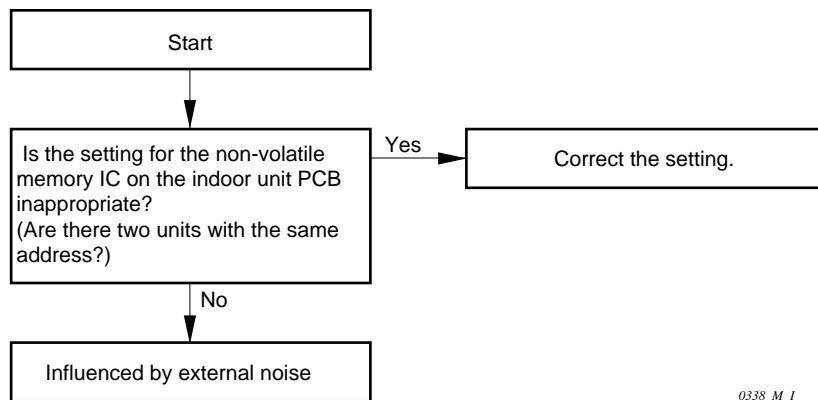 Start
Is the setting for the non-volatile
memory IC on the indoor unit PCB
inappropriate?
(Are there two units with the same
address?)
Yes
Correct the setting.
No
Influenced by external noise
0338_M_I